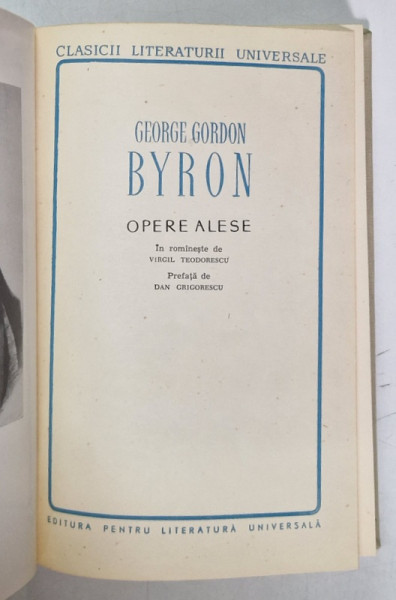 CLASICII LITERATURII UNIVERSALE
GEORGE GORDON
BYRON
OPERE ALESE
În romînește de
VIRGIL TEODORESCU
Prefață de
DAN GRIGORESCU
EDITURA PENTRU LITERATURĂ UNIVERSALĂ